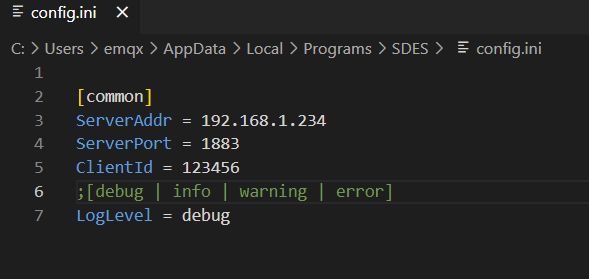 config.ini
C: > Users > emqx > AppData > Local > Programs > SDES > config.ini
1
2 [common]
3 ServerAddr = 192.168.1.234
4 ServerPort = 1883
5 ClientId = 123456
6 ;[debug | info | warning | error]
7 LogLevel = debug